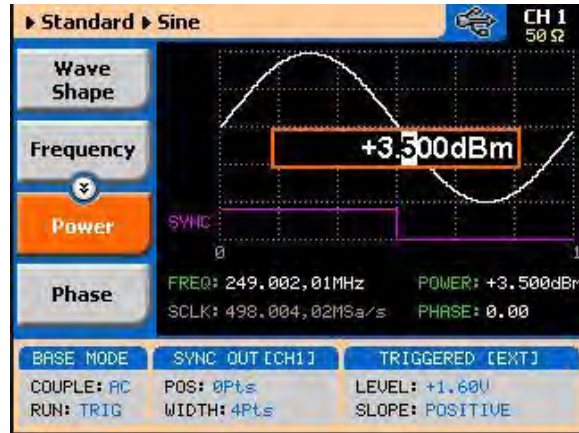 Standard Sine
CH 1
50 Ω
Wave
Shape
Frequency
Power
Phase
+3.500dBm
SYNC
0
1
FREQ: 249.002,01MHz
POWER: +3.500dBm
SCLK: 498.004,02MSa/s
PHASE: 0.00
BASE MODE
COUPLE: AC
RUN: TRIG
SYNC OUT [CH1]
POS: 0Pts
WIDTH: 4Pts
TRIGGERED [EXT]
LEVEL: +1.60V
SLOPE: POSITIVE